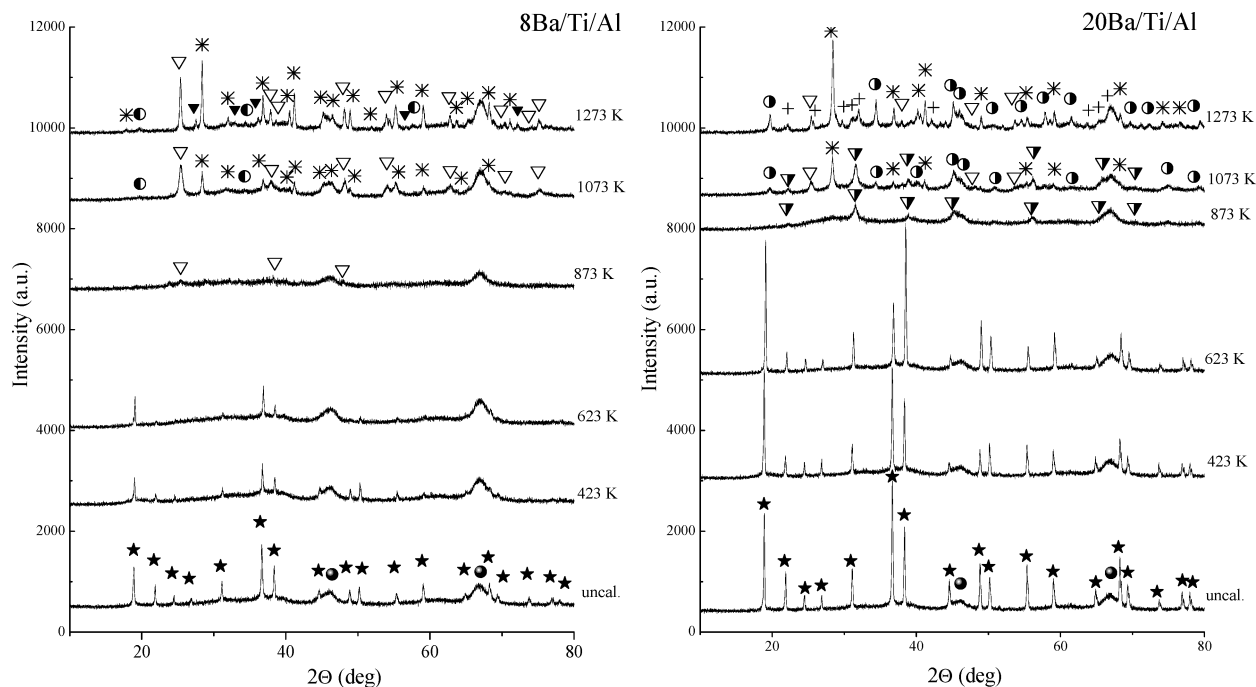 8Ba/Ti/Al
12000
10000
8000
6000
4000
2000
0
Intensity (a.u.)
1273 K
1073 K
873 K
623 K
423 K
uncal.
20 40 60 80
2Θ (deg)
20Ba/Ti/Al
12000
10000
8000
6000
4000
2000
0
Intensity (a.u.)
1273 K
1073 K
873 K
623 K
423 K
uncal.
20 40 60 80
2Θ (deg)